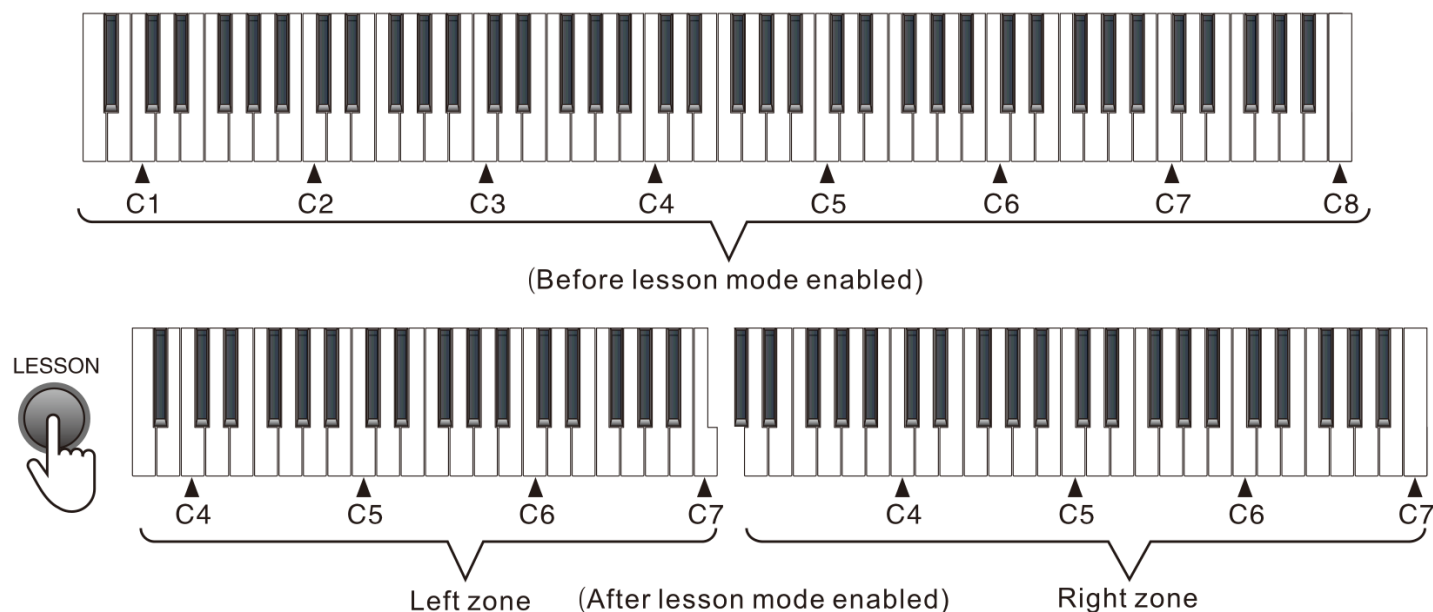 C1 C2 C3 C4 C5 C6 C7 C8
(Before lesson mode enabled)
LESSON
C4 C5 C6 C7 C4 C5 C6 C7
Left zone (After lesson mode enabled) Right zone